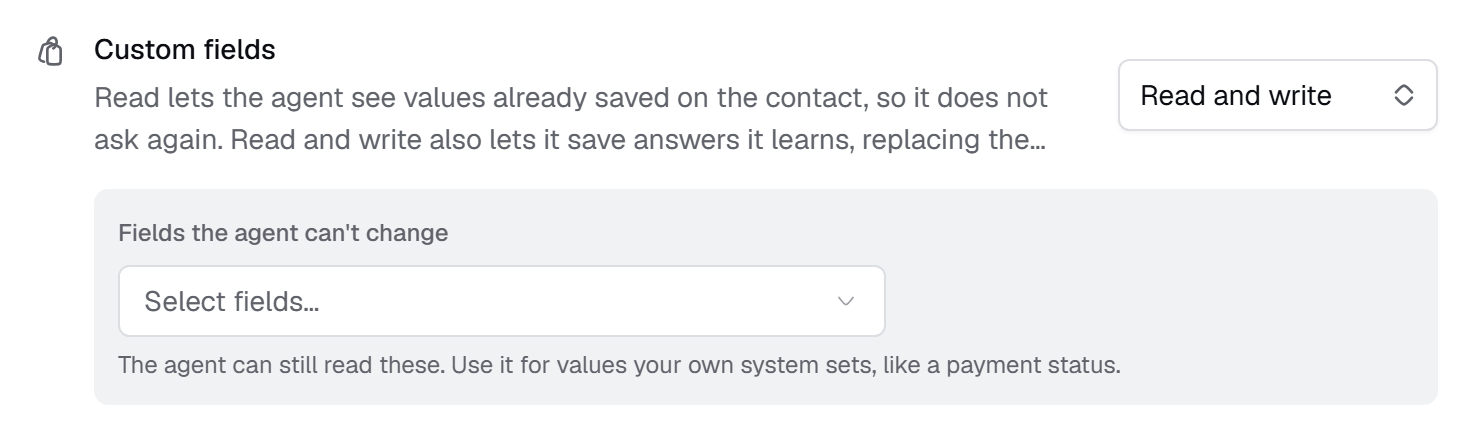 Custom fields
Read lets the agent see values already saved on the contact, so it does not
ask again. Read and write also lets it save answers it learns, replacing the...
Read and write
Fields the agent can't change
Select fields...
The agent can still read these. Use it for values your own system sets, like a payment status.